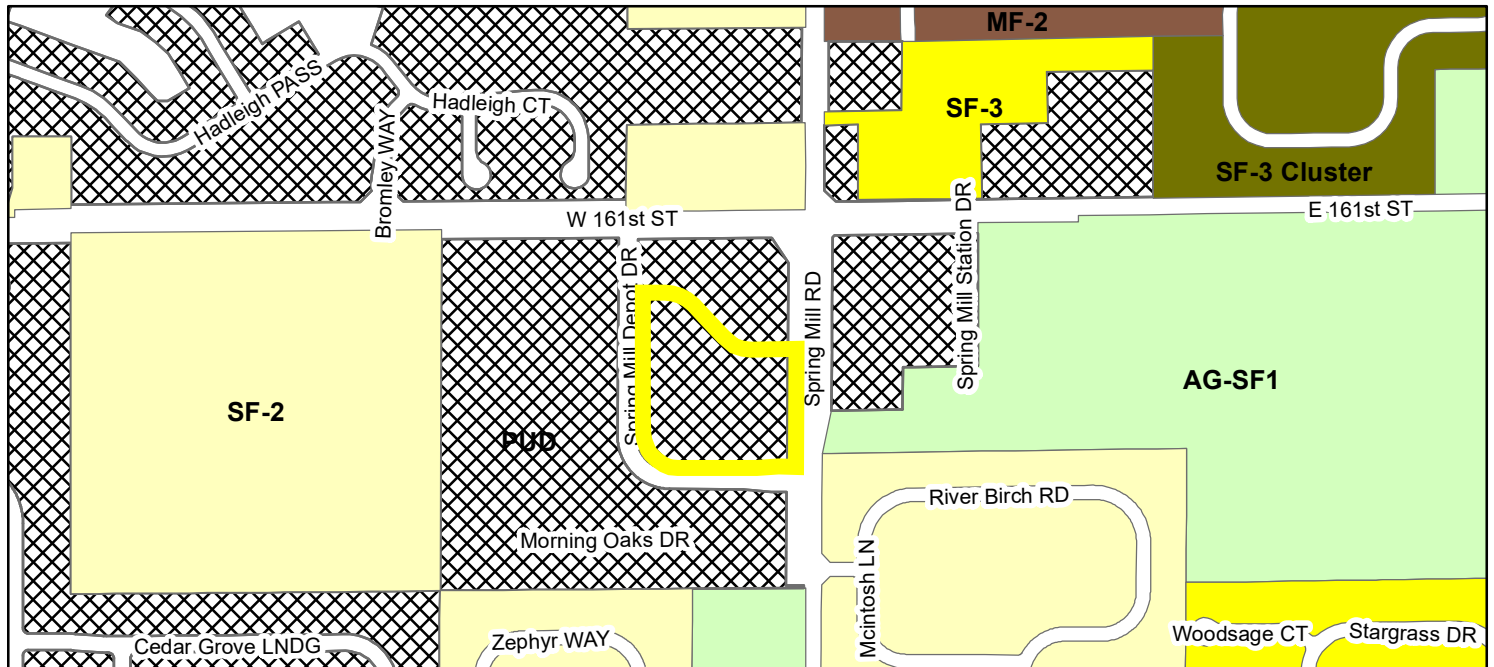 MF-2
Hadleigh PASS
Hadleigh CT
SF-3
Bromley WAY
SF-3 Cluster
W 161st ST
E 161st ST
Spring Mill Depot DR
Spring Mill RD
Spring Mill Station DR
SF-2
PUD
AG-SF1
River Birch RD
Morning Oaks DR
McIntosh LN
Cedar Grove LNDG
Zephyr WAY
Woodsage CT
Stargrass DR